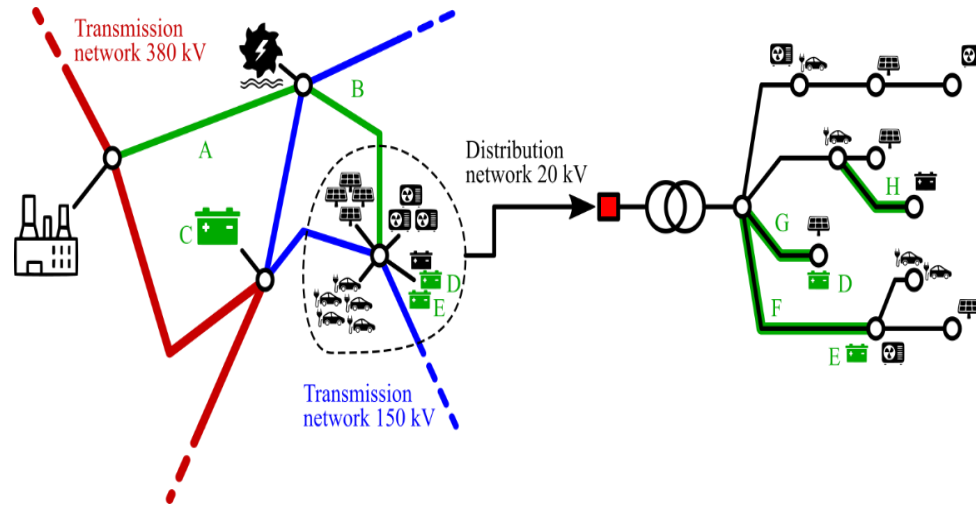 Transmission
network 380 kV
A
B
C
D
E
Transmission
network 150 kV
Distribution
network 20 kV
H
G
D
F
E